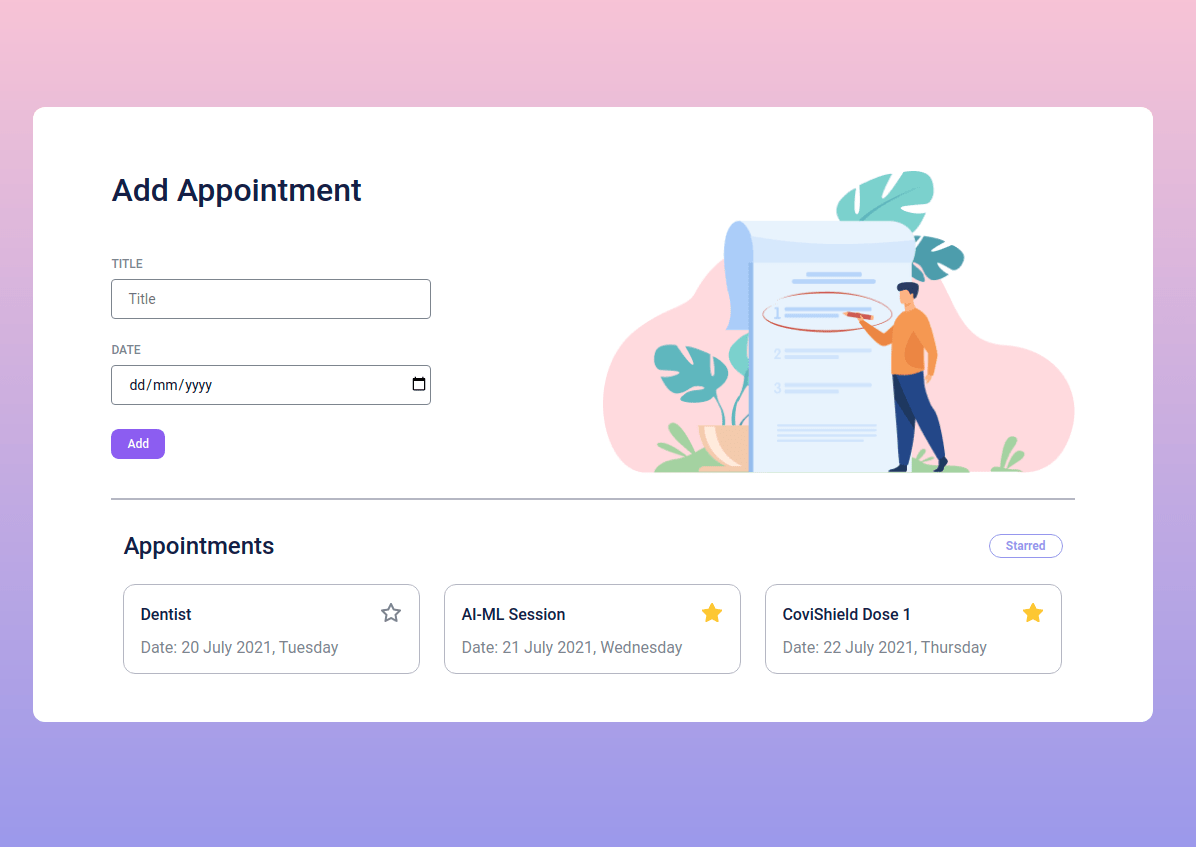 Add Appointment
TITLE
Title
DATE
dd/mm/yyyy
Add
1
2
3
Appointments
Starred
Dentist
Date: 20 July 2021, Tuesday
AI-ML Session
Date: 21 July 2021, Wednesday
CoviShield Dose 1
Date: 22 July 2021, Thursday